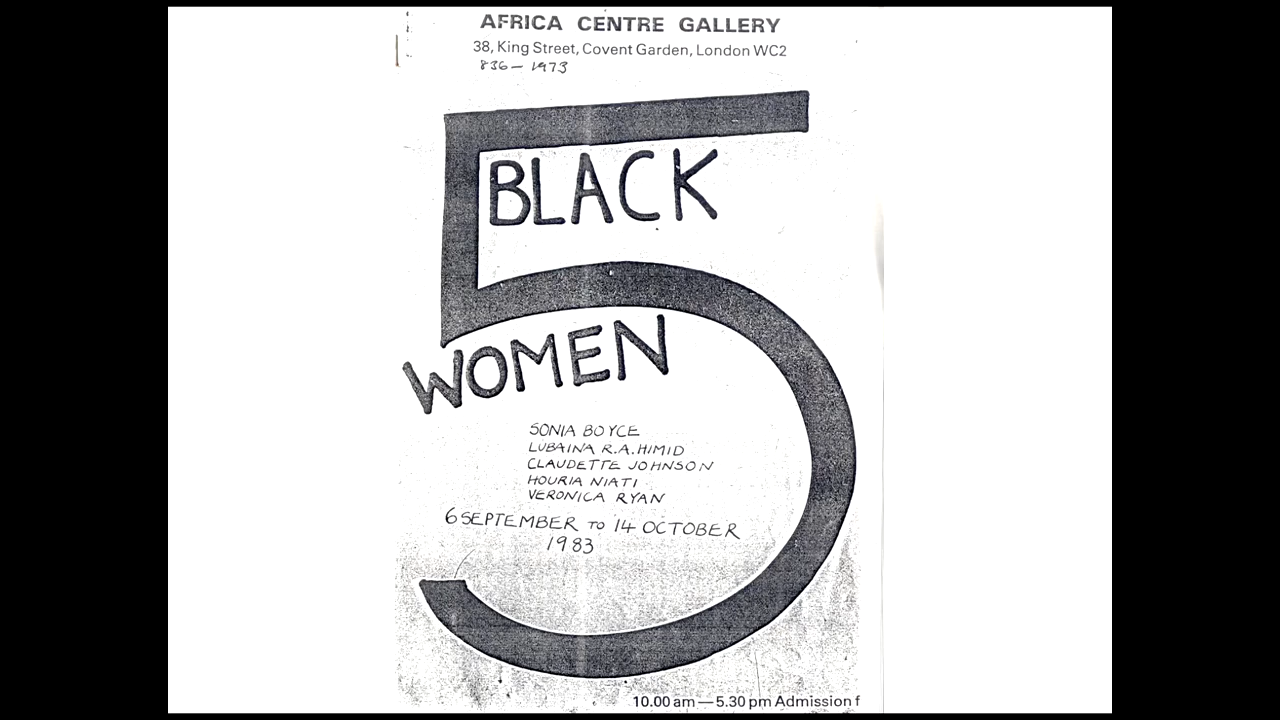 AFRICA CENTRE GALLERY
38, King Street, Covent Garden, London WC2
836-1973
5
BLACK
WOMEN
SONIA BOYCE
LUBAINA R.A. HIMID
CLAUDETTE JOHNSON
HOURIA NIATI
VERONICA RYAN
6 SEPTEMBER TO 14 OCTOBER
1983
10.00 am — 5.30 pm Admission f